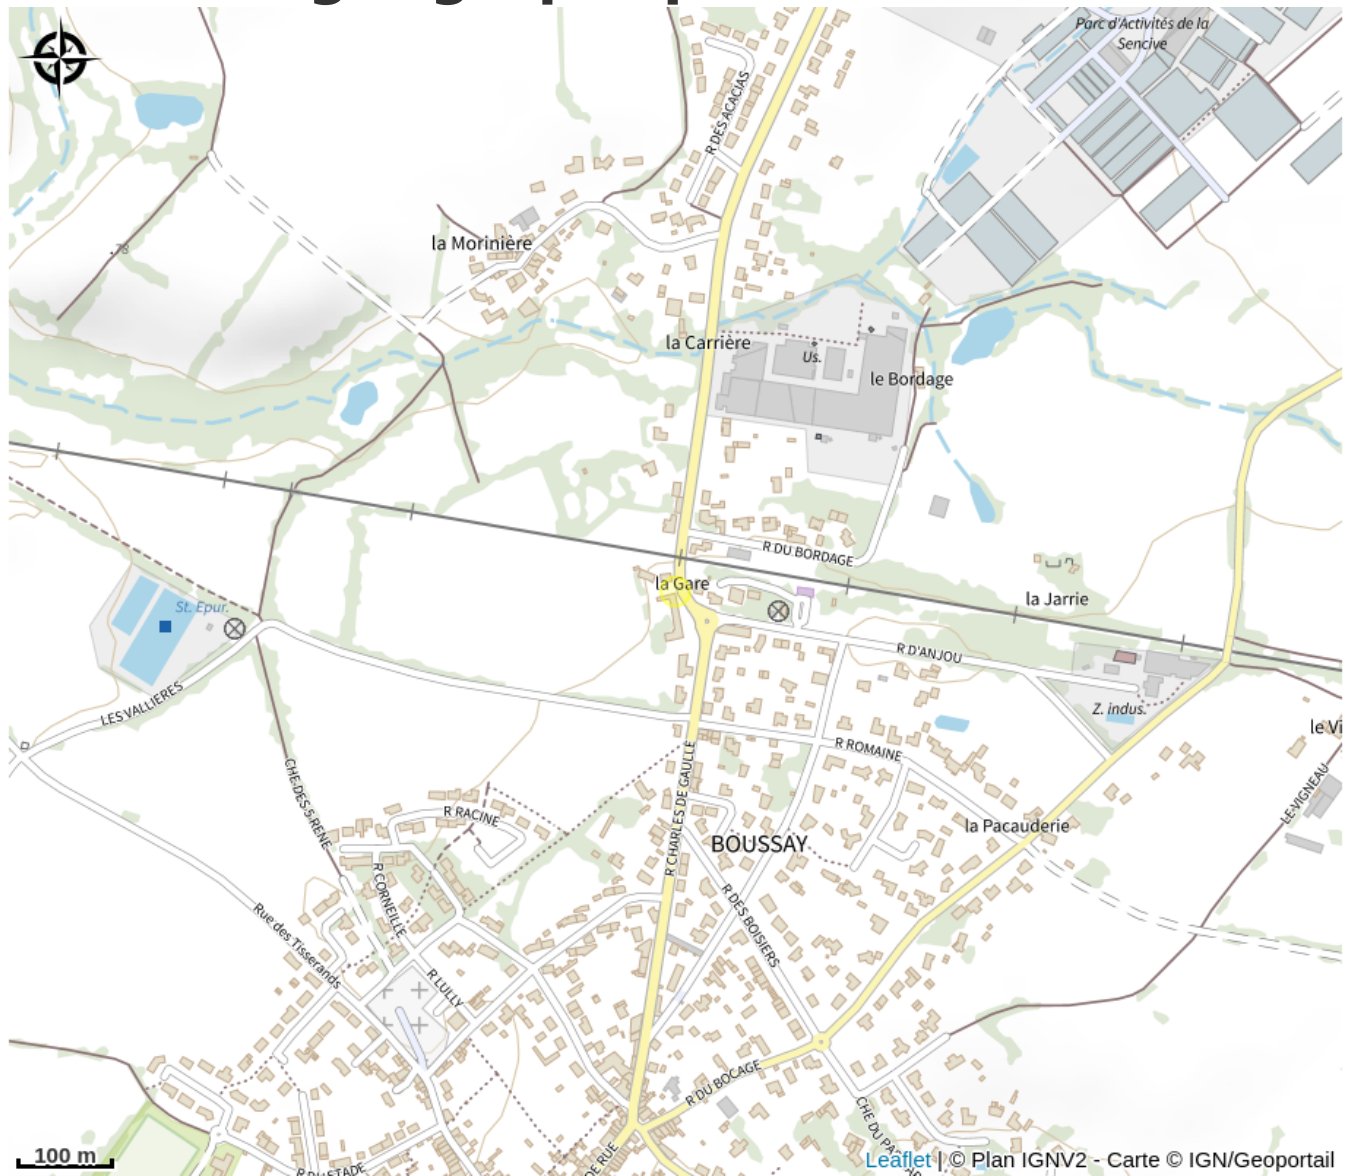 Parc d'Activités de la
Sencive
R DES ACACIAS
la Morinière
78
la Carrière
Us.
le Bordage
R DU BORDAGE
la Gare
la Jarrie
St. Epur.
R D'ANJOU
LES VALLIERES
Z. indus.
le Vi
R ROMAINE
CHE DES 5 RENE
R CHARLES DE GAULLE
LE VIGNEAU
R RACINE
la Pacauderie
BOUSSAY
R CORNEILLE
R DES BOISIERS
Rue des Tisserands
R LULLY
R DU BOCAGE
CHE DU PA
DE RUE
R DU STADE
100 m
Leaflet | © Plan IGNV2 - Carte © IGN/Geoportail